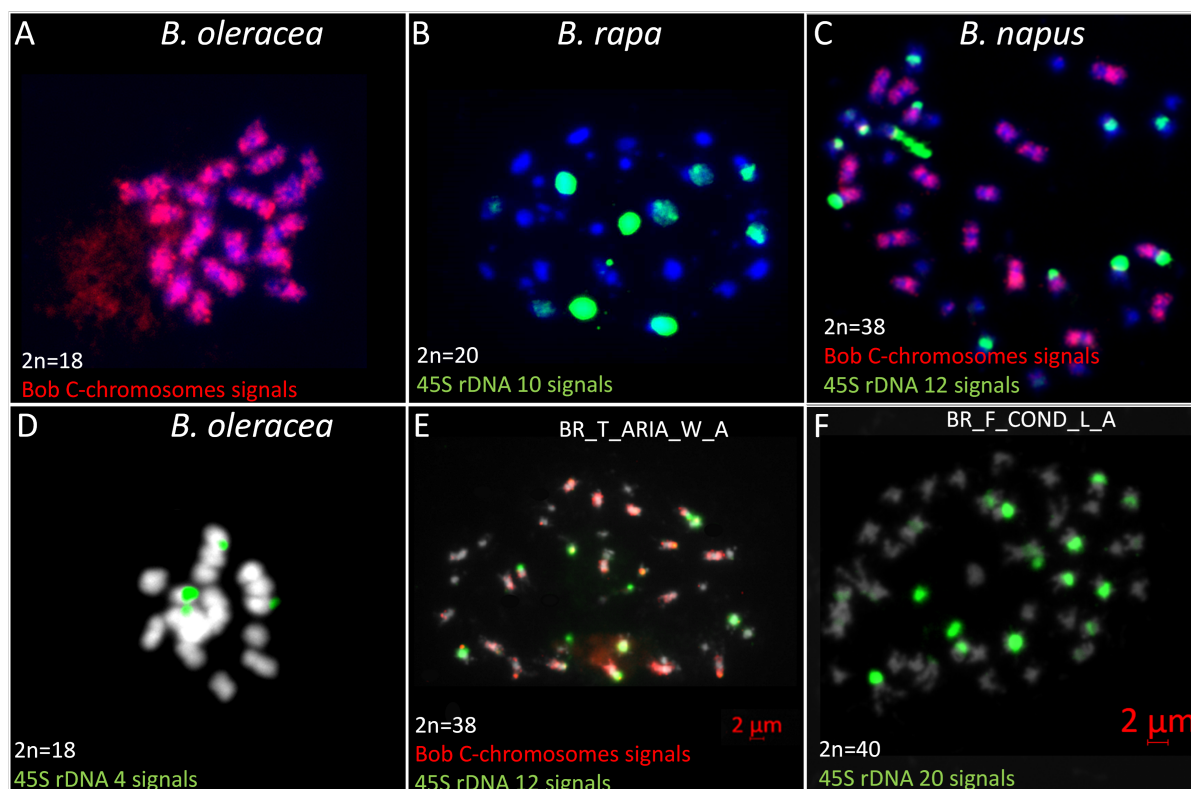 A
B. oleracea
2n=18
Bob C-chromosomes signals
B
B. rapa
2n=20
45S rDNA 10 signals
C
B. napus
2n=38
Bob C-chromosomes signals
45S rDNA 12 signals
D
B. oleracea
2n=18
45S rDNA 4 signals
E
BR_T_ARIA_W_A
2n=38
2 µm
Bob C-chromosomes signals
45S rDNA 12 signals
F
BR_F_COND_L_A
2 µm
2n=40
45S rDNA 20 signals